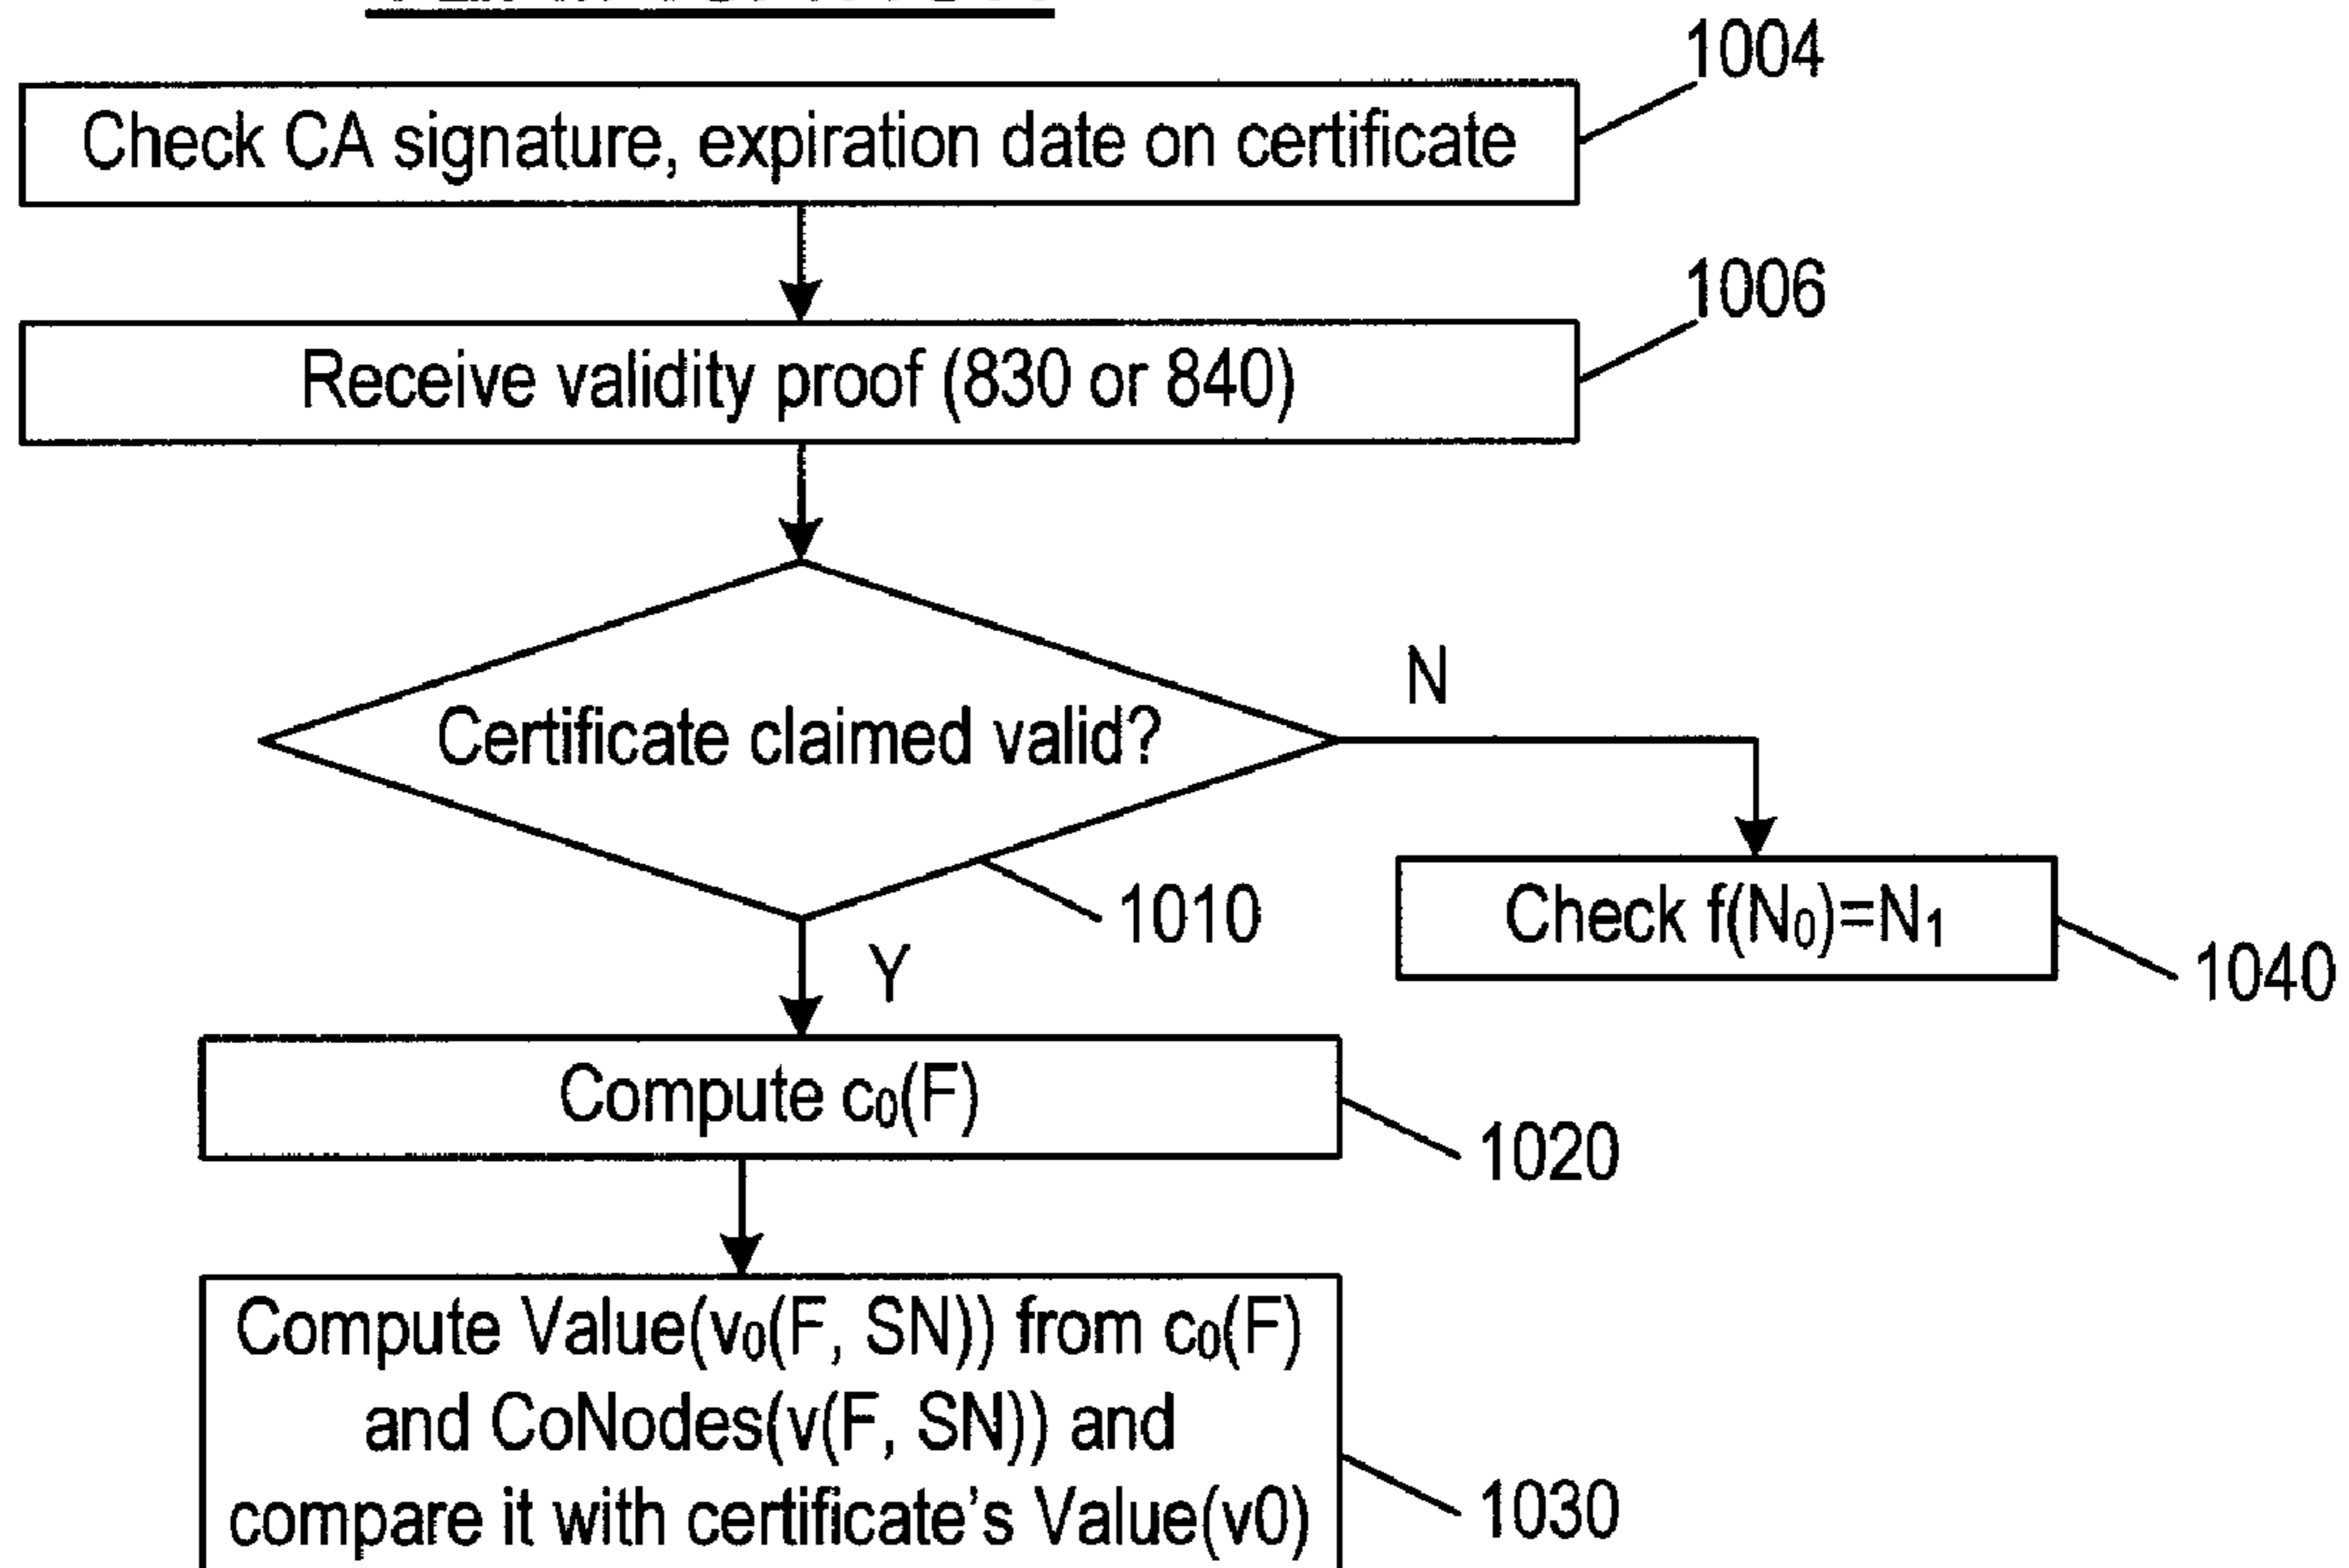 1004
Check CA signature, expiration date on certificate
1006
Receive validity proof (830 or 840)
N
Certificate claimed valid?
1010
Check f(N₀)=N₁
1040
Y
Compute c₀(F)
1020
Compute Value(v₀(F, SN)) from c₀(F)
and CoNodes(v(F, SN)) and
compare it with certificate's Value(v0)
1030